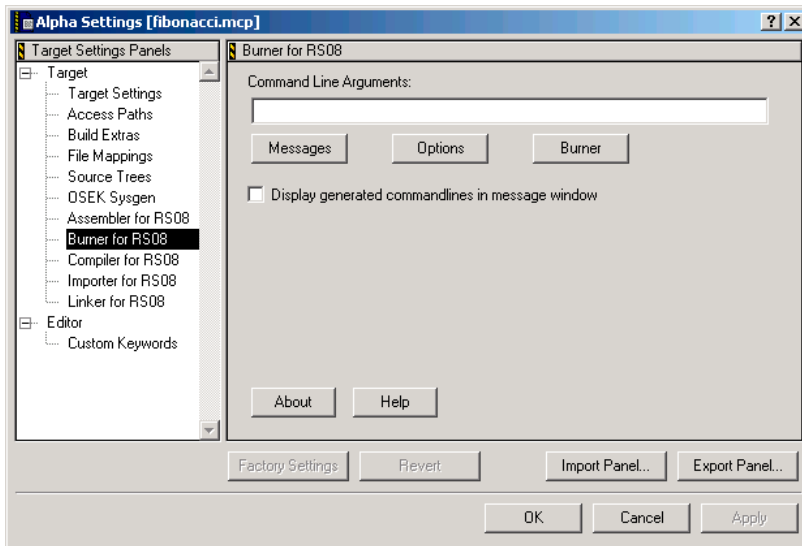 Alpha Settings [fibonacci.mcp]
Target Settings Panels
Target
Target Settings
Access Paths
Build Extras
File Mappings
Source Trees
OSEK Sysgen
Assembler for RS08
Burner for RS08
Compiler for RS08
Importer for RS08
Linker for RS08
Editor
Custom Keywords
Burner for RS08
Command Line Arguments:
Messages Options Burner
Display generated commandlines in message window
About Help
Factory Settings Revert Import Panel... Export Panel...
OK Cancel Apply